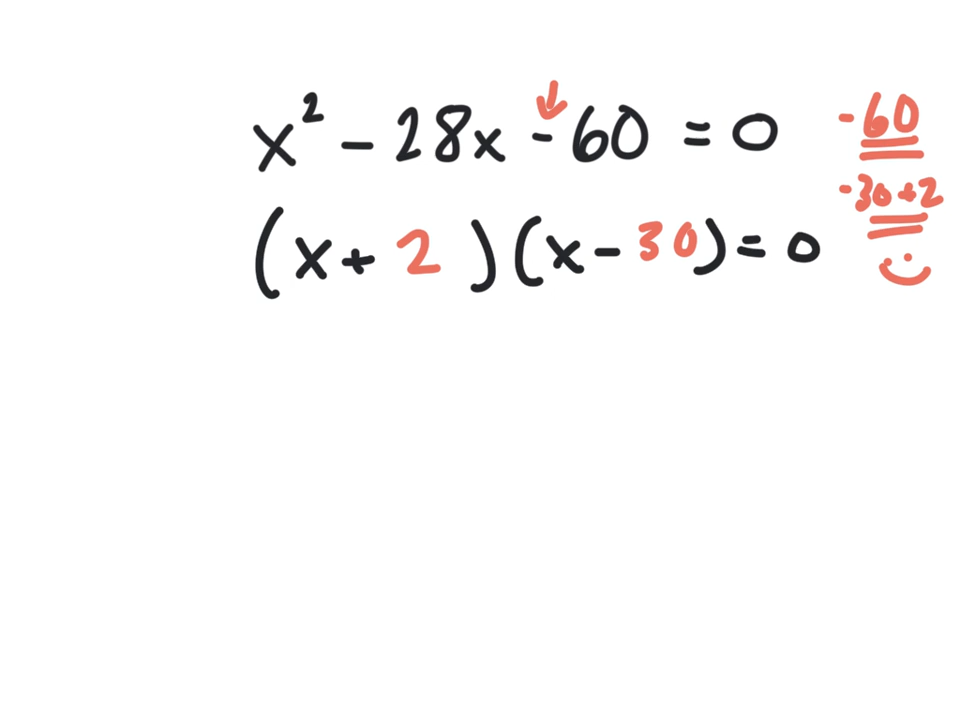 x² - 28x - 60 = 0
(x + 2) (x - 30) = 0
-60
-30 + 2